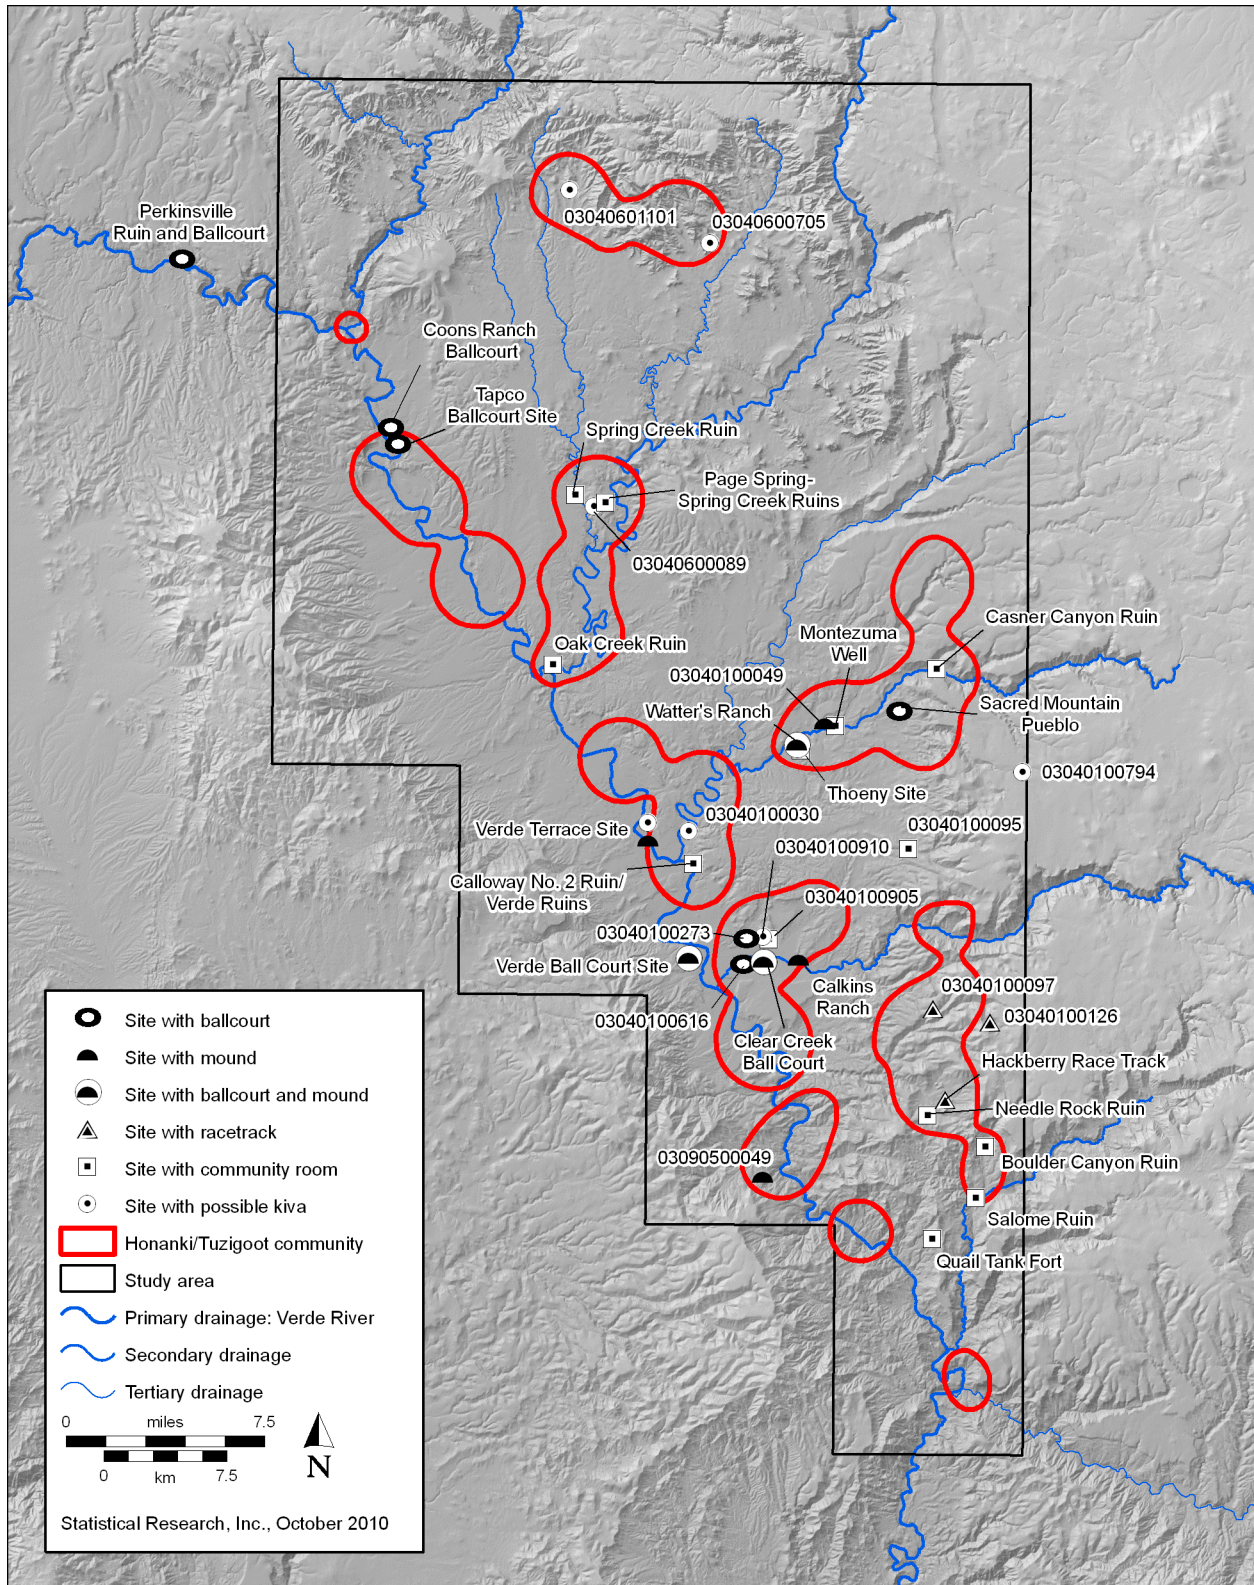 03040601101
03040600705
Perkinsville
Ruin and Ballcourt
Coons Ranch
Ballcourt
Tapco
Ballcourt Site
Spring Creek Ruin
Page Spring-
Spring Creek Ruins
03040600089
Oak Creek Ruin
Montezuma
Well
Casner Canyon Ruin
03040100049
Watter's Ranch
Sacred Mountain
Pueblo
Thoeny Site
03040100794
Verde Terrace Site
03040100030
03040100095
03040100910
Calloway No. 2 Ruin/
Verde Ruins
03040100905
03040100273
Verde Ball Court Site
Calkins
Ranch
03040100616
Clear Creek
Ball Court
03040100097
03040100126
Hackberry Race Track
Needle Rock Ruin
03090500049
Boulder Canyon Ruin
Salome Ruin
Quail Tank Fort
Site with ballcourt
Site with mound
Site with ballcourt and mound
Site with racetrack
Site with community room
Site with possible kiva
Honanki/Tuzigoot community
Study area
Primary drainage: Verde River
Secondary drainage
Tertiary drainage
0 miles 7.5
0 km 7.5
N
Statistical Research, Inc., October 2010